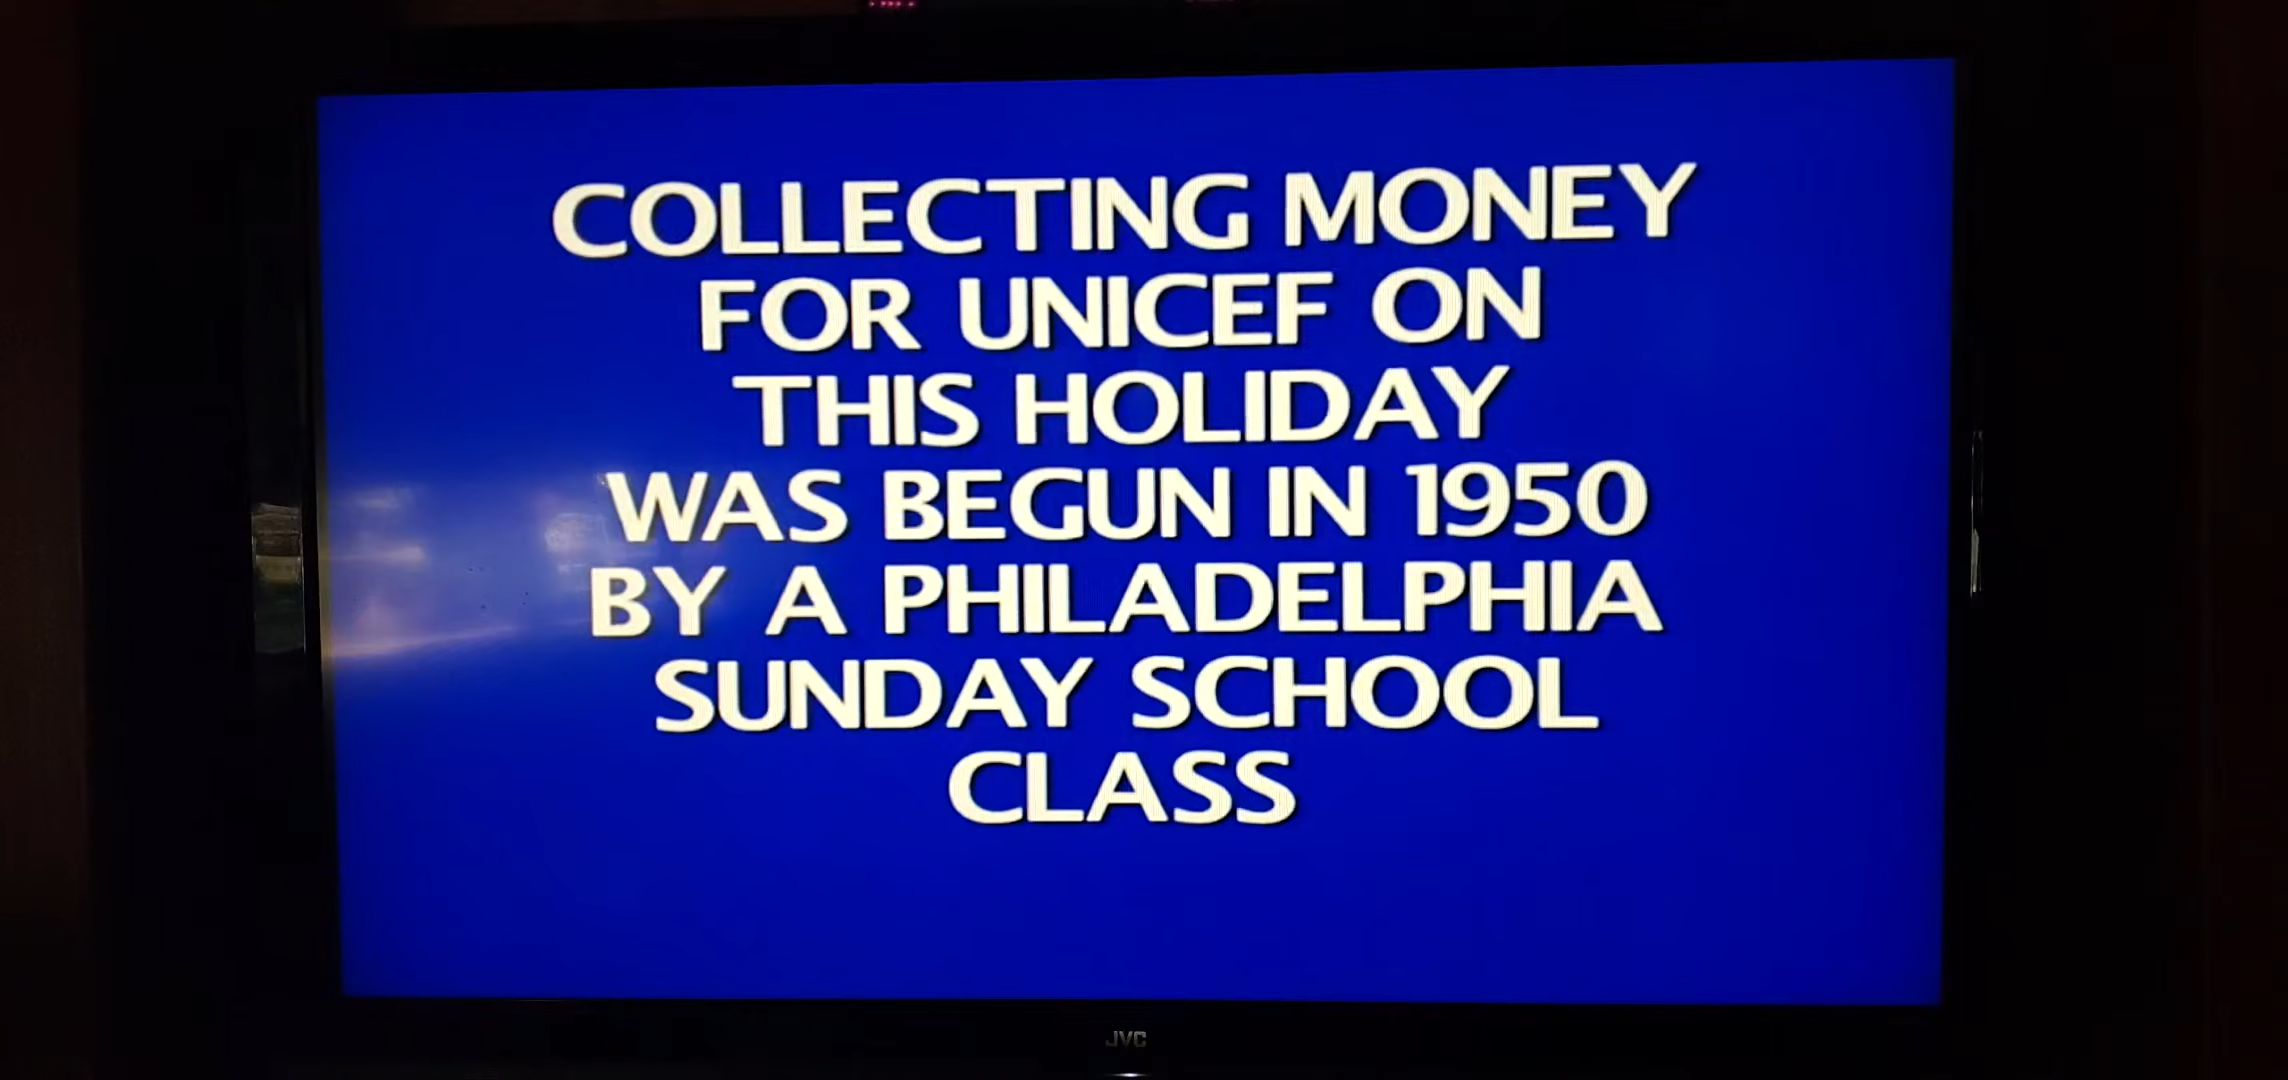 COLLECTING MONEY
FOR UNICEF ON
THIS HOLIDAY
WAS BEGUN IN 1950
BY A PHILADELPHIA
SUNDAY SCHOOL
CLASS
JVC